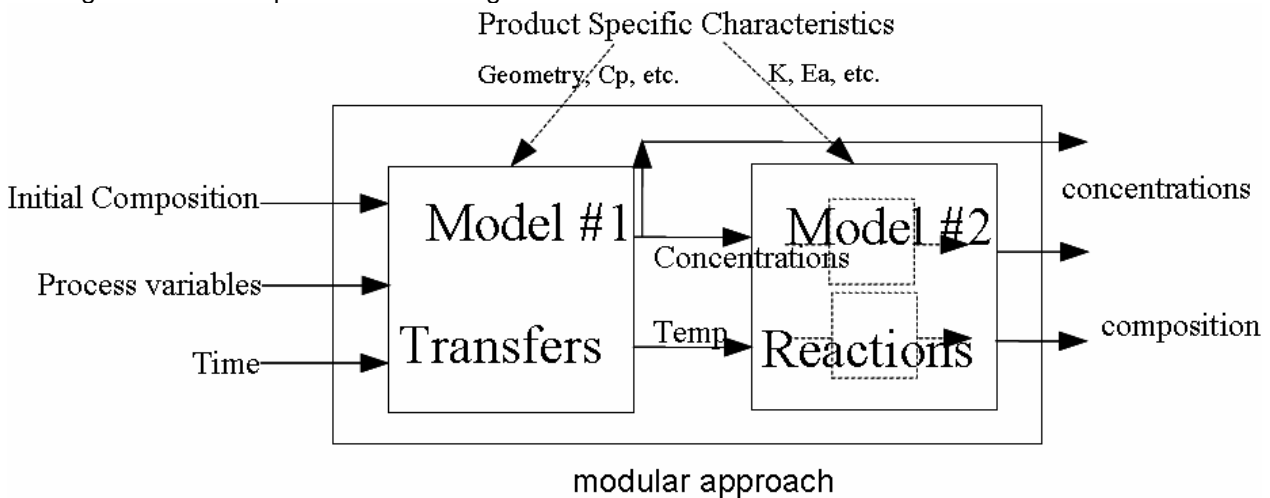 Product Specific Characteristics
Geometry, Cp, etc.
K, Ea, etc.
Initial Composition
Process variables
Time
Model #1
Transfers
Concentrations
Temp
Model #2
Reactions
concentrations
composition
modular approach